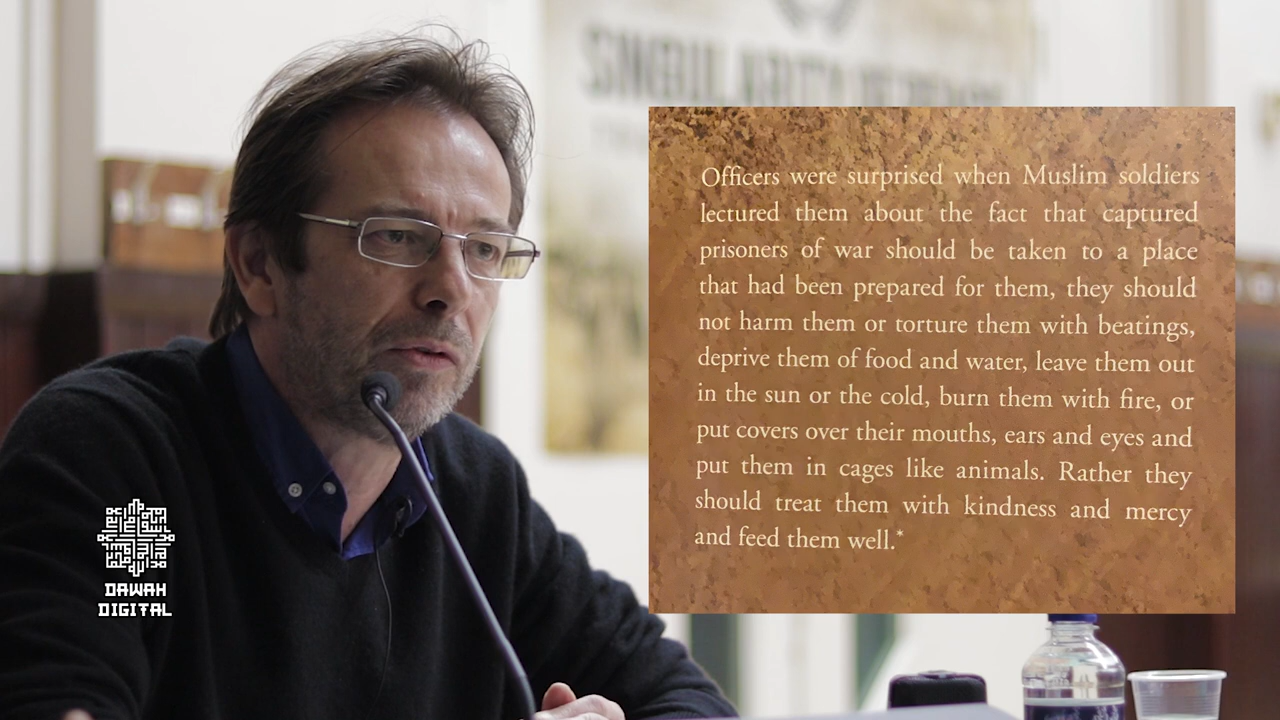 SNGULARITY
Officers were surprised when Muslim soldiers
lectured them about the fact that captured
prisoners of war should be taken to a place
that had been prepared for them, they should
not harm them or torture them with beatings,
deprive them of food and water, leave them out
in the sun or the cold, burn them with fire, or
put covers over their mouths, ears and eyes and
put them in cages like animals. Rather they
should treat them with kindness and mercy
and feed them well.*
DAWAH
DIGITAL